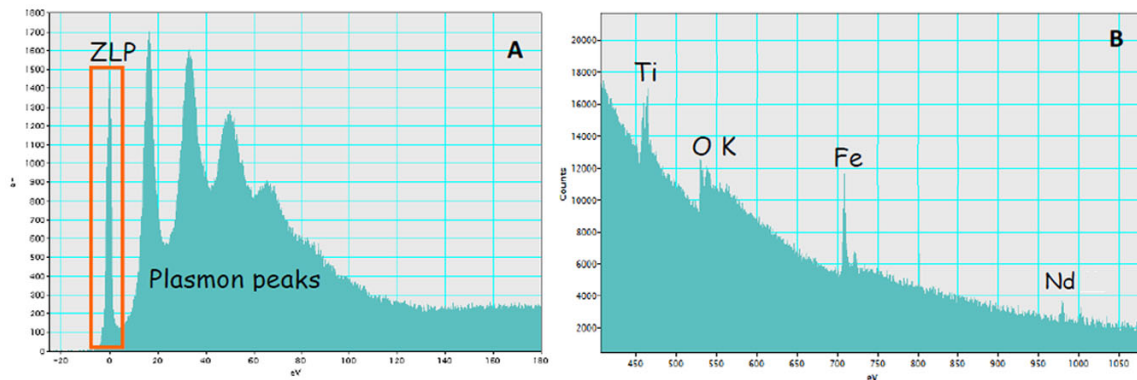 1800
1700
1600
1500
1400
1300
1200
1100
1000
900
800
700
600
500
400
300
200
100
0
e-
ZLP
A
Plasmon peaks
-20 0 20 40 60 80 100 120 140 160 180
eV
20000
18000
16000
14000
12000
10000
8000
6000
4000
2000
Counts
B
Ti
O K
Fe
Nd
450 500 550 600 650 700 750 800 850 900 950 1000 1050
eV